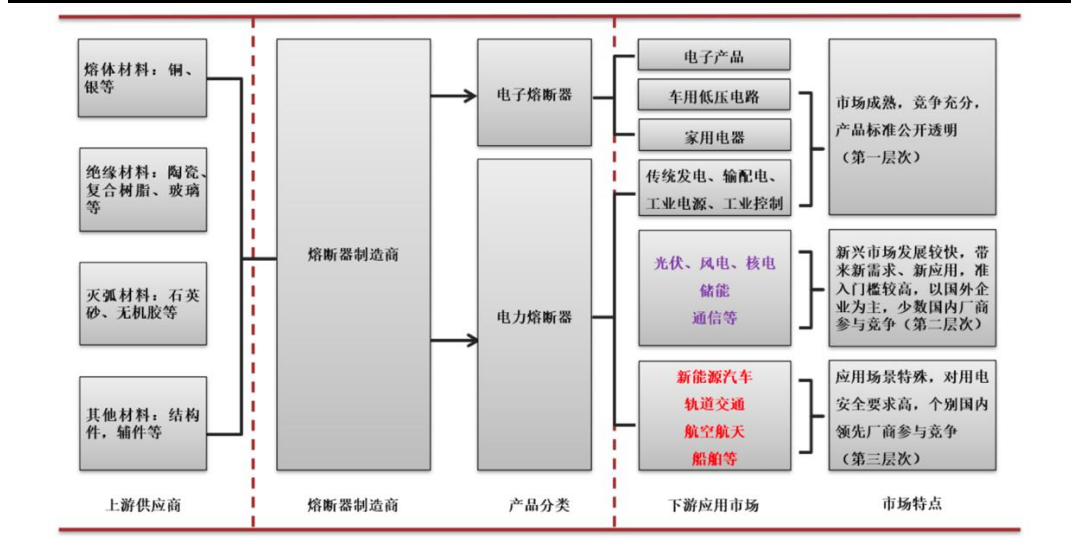 熔体材料：铜、
银等
绝缘材料：陶瓷、
复合树脂、玻璃
等
灭弧材料：石英
砂、无机胶等
其他材料：结构
件，辅件等
上游供应商
熔断器制造商
熔断器制造商
电子熔断器
电力熔断器
产品分类
电子产品
车用低压电路
家用电器
传统发电、输配电、
工业电源、工业控制
光伏、风电、核电
储能
通信等
新能源汽车
轨道交通
航空航天
船舶等
下游应用市场
市场成熟，竞争充分，
产品标准公开透明
（第一层次）
新兴市场发展较快，带
来新需求、新应用，准
入门槛较高，以国外企
业为主，少数国内厂商
参与竞争（第二层次）
应用场景特殊，对用电
安全要求高，个别国内
领先厂商参与竞争
（第三层次）
市场特点